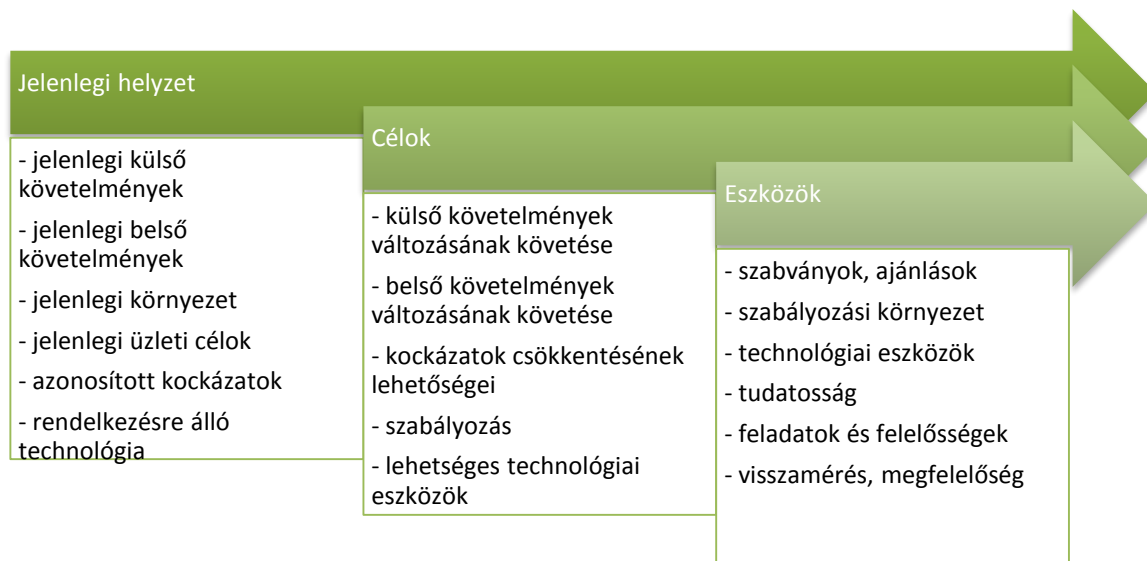 Jelenlegi helyzet
- jelenlegi külső
követelmények
- jelenlegi belső
követelmények
- jelenlegi környezet
- jelenlegi üzleti célok
- azonosított kockázatok
- rendelkezésre álló
technológia
Célok
- külső követelmények
változásának követése
- belső követelmények
változásának követése
- kockázatok csökkentésének
lehetőségei
- szabályozás
- lehetséges technológiai
eszközök
Eszközök
- szabványok, ajánlások
- szabályozási környezet
- technológiai eszközök
- tudatosság
- feladatok és felelősségek
- visszamérés, megfelelőség